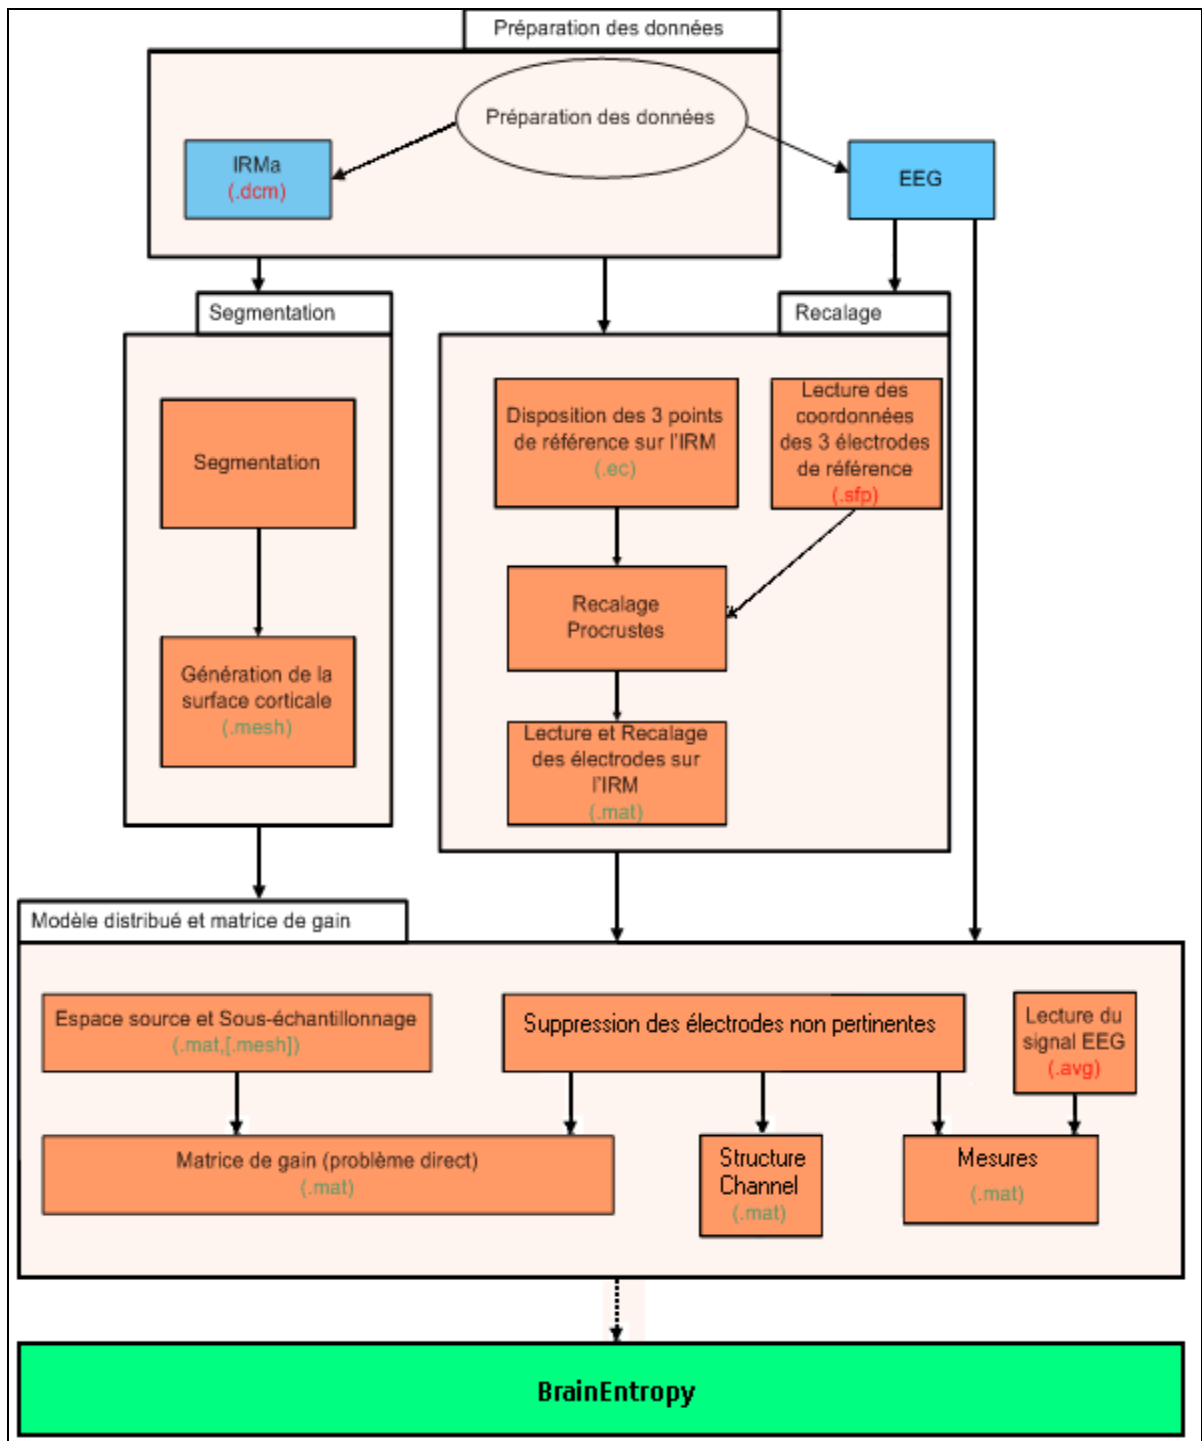 Préparation des données
Préparation des données
IRMa
(.dcm)
EEG
Segmentation
Recalage
Segmentation
Génération de la
surface corticale
(.mesh)
Disposition des 3 points
de référence sur l'IRM
(.ec)
Lecture des
coordonnées
des 3 électrodes
de référence
(.sfp)
Recalage
Procrustes
Lecture et Recalage
des électrodes sur
l'IRM
(.mat)
Modèle distribué et matrice de gain
Espace source et Sous-échantillonnage
(.mat,[.mesh])
Suppression des électrodes non pertinentes
Lecture du
signal EEG
(.avg)
Matrice de gain (problème direct)
(.mat)
Structure
Channel
(.mat)
Mesures
(.mat)
BrainEntropy